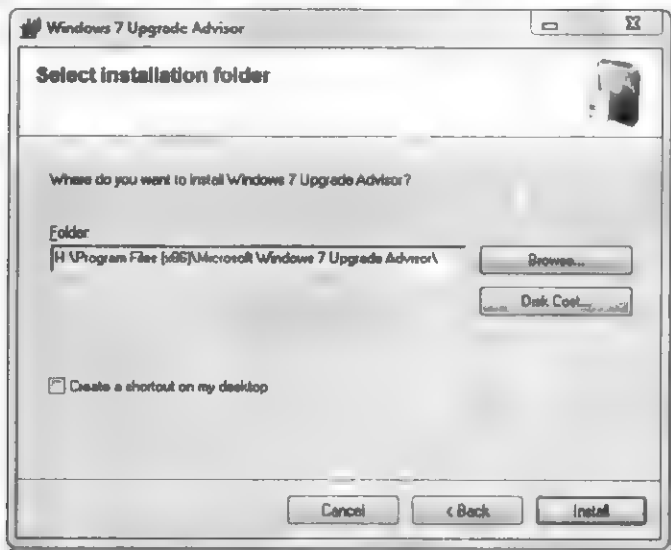 Windows 7 Upgrade Advisor
Select installation folder
Where do you want to install Windows 7 Upgrade Advisor?
Folder
H:\Program Files (x86)\Microsoft Windows 7 Upgrade Advisor\
Browse...
Disk Cost...
Create a shortcut on my desktop
Cancel
< Back
Install